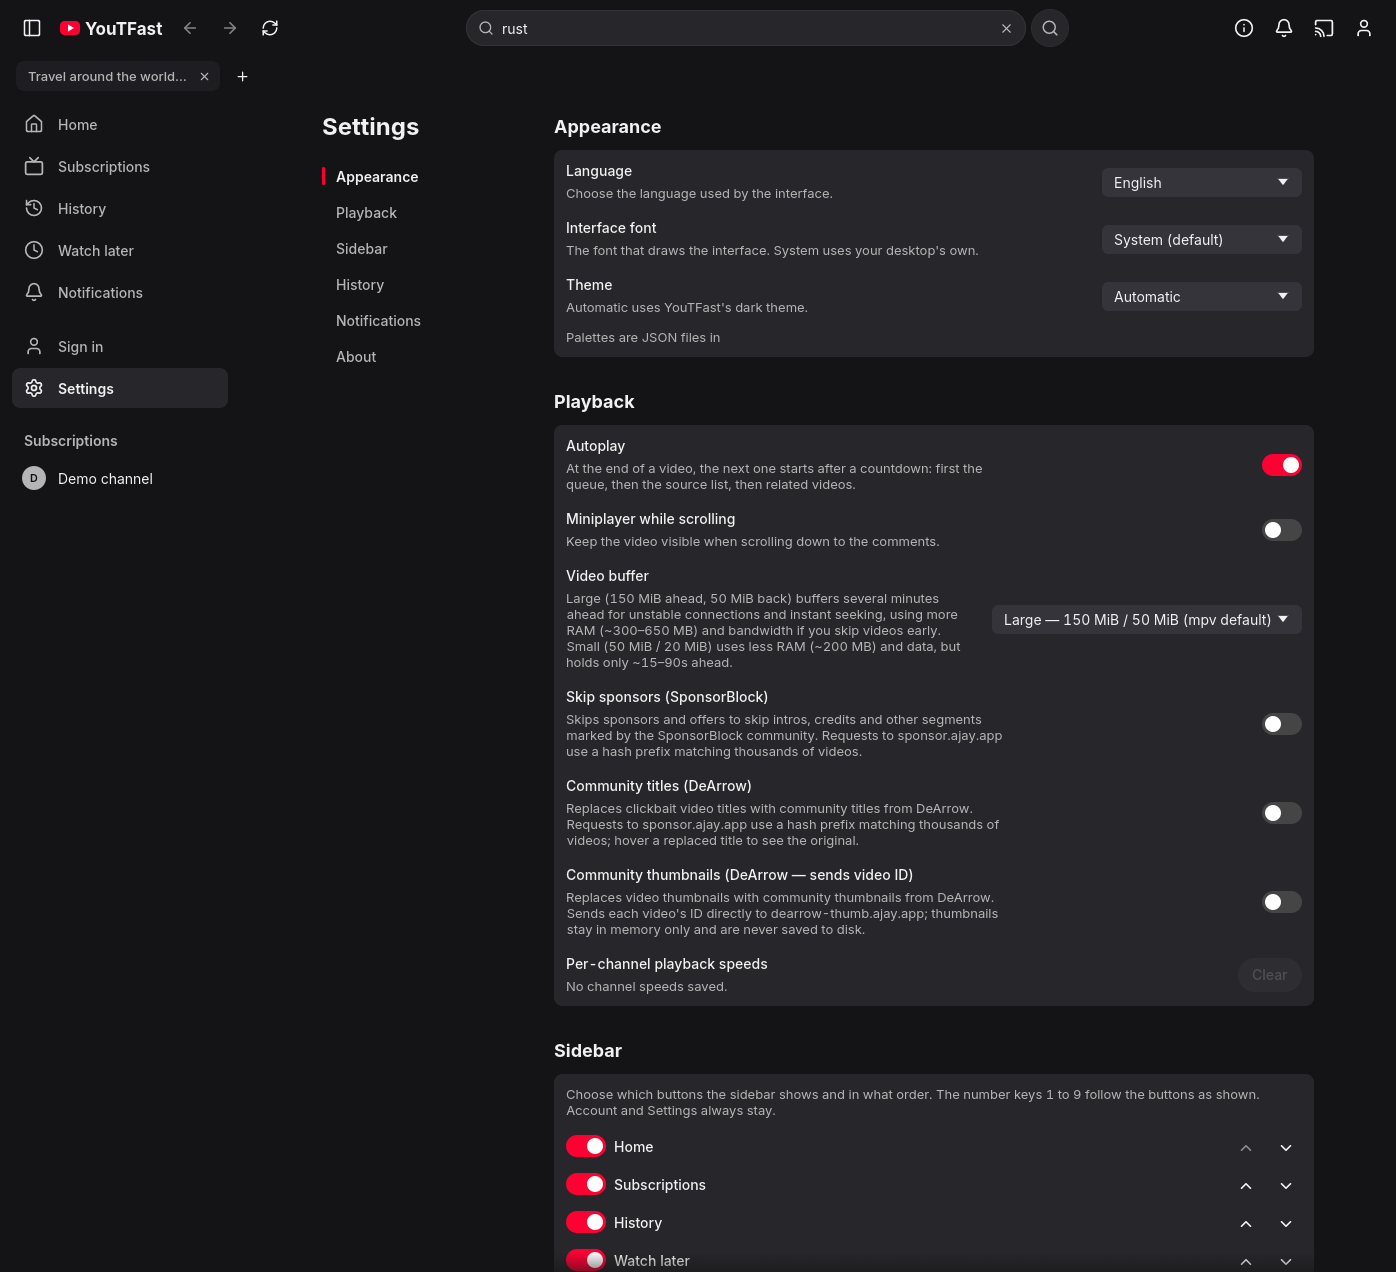 YouTFast
rust
Travel around the world...
Home
Subscriptions
History
Watch later
Notifications
Sign in
Settings
Subscriptions
D
Demo channel
Settings
Appearance
Playback
Sidebar
History
Notifications
About
Appearance
Language
Choose the language used by the interface.
English
Interface font
The font that draws the interface. System uses your desktop's own.
System (default)
Theme
Automatic uses YouTFast's dark theme.
Automatic
Palettes are JSON files in
Playback
Autoplay
At the end of a video, the next one starts after a countdown: first the
queue, then the source list, then related videos.
Miniplayer while scrolling
Keep the video visible when scrolling down to the comments.
Video buffer
Large (150 MiB ahead, 50 MiB back) buffers several minutes
ahead for unstable connections and instant seeking, using more
RAM (~300–650 MB) and bandwidth if you skip videos early.
Small (50 MiB / 20 MiB) uses less RAM (~200 MB) and data, but
holds only ~15–90s ahead.
Large — 150 MiB / 50 MiB (mpv default)
Skip sponsors (SponsorBlock)
Skips sponsors and offers to skip intros, credits and other segments
marked by the SponsorBlock community. Requests to sponsor.ajay.app
use a hash prefix matching thousands of videos.
Community titles (DeArrow)
Replaces clickbait video titles with community titles from DeArrow.
Requests to sponsor.ajay.app use a hash prefix matching thousands of
videos; hover a replaced title to see the original.
Community thumbnails (DeArrow — sends video ID)
Replaces video thumbnails with community thumbnails from DeArrow.
Sends each video's ID directly to dearrow-thumb.ajay.app; thumbnails
stay in memory only and are never saved to disk.
Per-channel playback speeds
No channel speeds saved.
Clear
Sidebar
Choose which buttons the sidebar shows and in what order. The number keys 1 to 9 follow the buttons as shown.
Account and Settings always stay.
Home
Subscriptions
History
Watch later